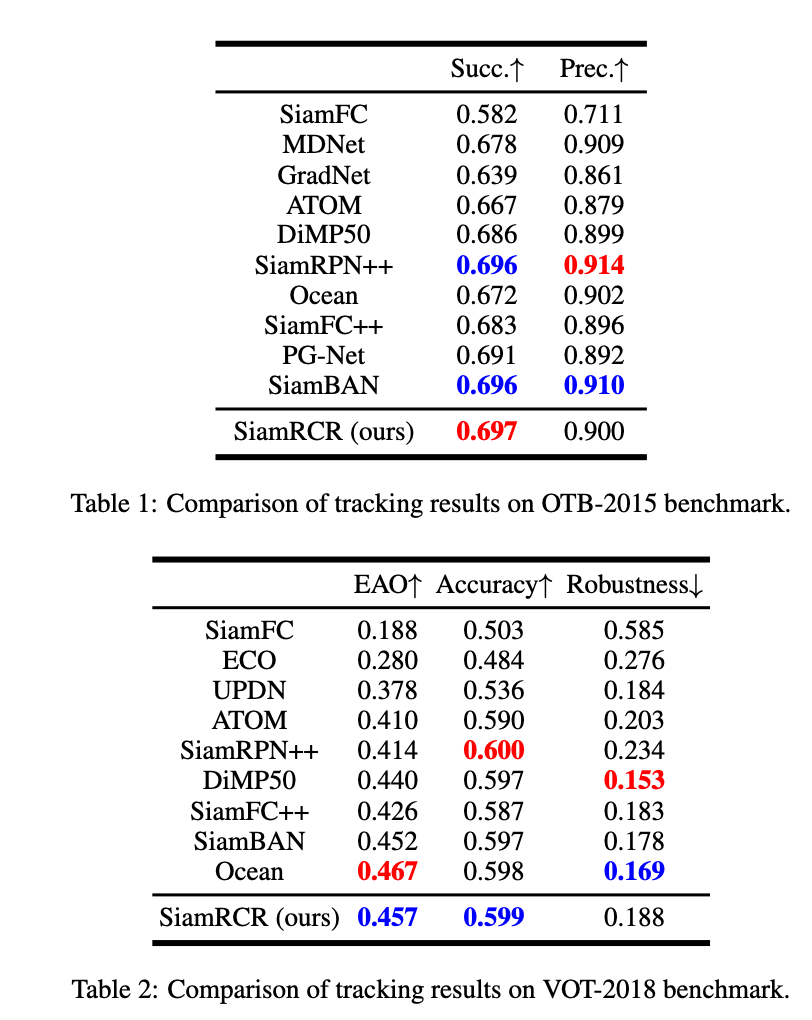 Succ.↑ Prec.↑
SiamFC 0.582 0.711
MDNet 0.678 0.909
GradNet 0.639 0.861
ATOM 0.667 0.879
DiMP50 0.686 0.899
SiamRPN++ 0.696 0.914
Ocean 0.672 0.902
SiamFC++ 0.683 0.896
PG-Net 0.691 0.892
SiamBAN 0.696 0.910
SiamRCR (ours) 0.697 0.900
Table 1: Comparison of tracking results on OTB-2015 benchmark.
EAO↑ Accuracy↑ Robustness↓
SiamFC 0.188 0.503 0.585
ECO 0.280 0.484 0.276
UPDN 0.378 0.536 0.184
ATOM 0.410 0.590 0.203
SiamRPN++ 0.414 0.600 0.234
DiMP50 0.440 0.597 0.153
SiamFC++ 0.426 0.587 0.183
SiamBAN 0.452 0.597 0.178
Ocean 0.467 0.598 0.169
SiamRCR (ours) 0.457 0.599 0.188
Table 2: Comparison of tracking results on VOT-2018 benchmark.